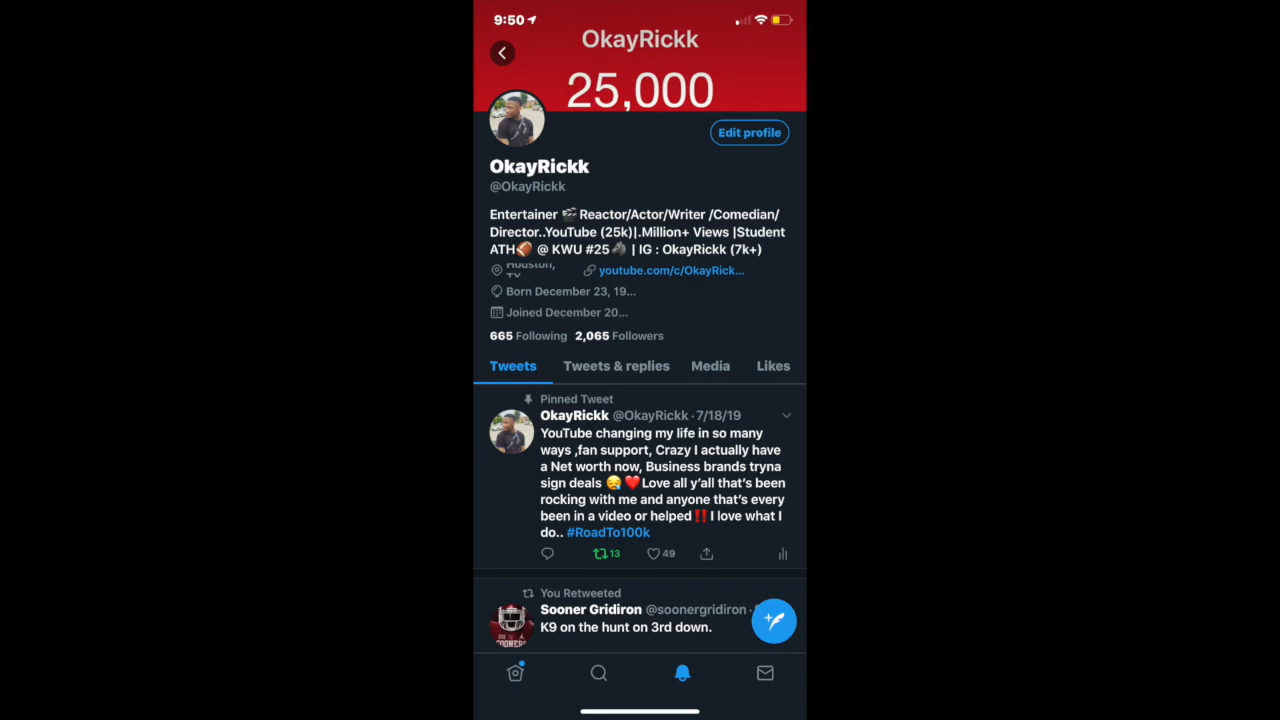 9:50
OkayRickk
25,000
Edit profile
OkayRickk
@OkayRickk
Entertainer 🎬 Reactor/Actor/Writer /Comedian/
Director..YouTube (25k)|.Million+ Views |Student
ATH🏈 @ KWU #25🐴 | IG : OkayRickk (7k+)
Houston,
TX
youtube.com/c/OkayRick...
Born December 23, 19...
Joined December 20...
665 Following 2,065 Followers
Tweets Tweets & replies Media Likes
Pinned Tweet
OkayRickk @OkayRickk · 7/18/19
YouTube changing my life in so many
ways ,fan support, Crazy I actually have
a Net worth now, Business brands tryna
sign deals 😪❤️Love all y'all that's been
rocking with me and anyone that's every
been in a video or helped‼️I love what I
do.. #RoadTo100k
13 49
You Retweeted
Sooner Gridiron @soonergridiron ·
K9 on the hunt on 3rd down.
SOONER